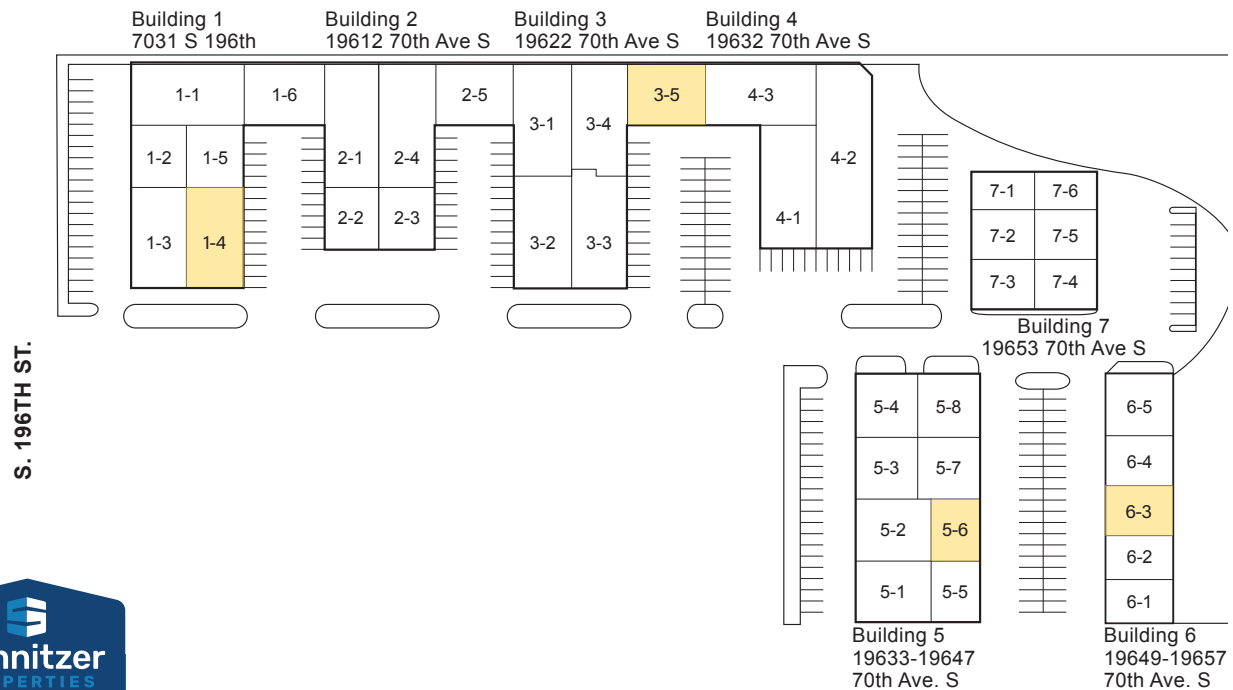 Building 1
7031 S 196th
Building 2
19612 70th Ave S
Building 3
19622 70th Ave S
Building 4
19632 70th Ave S
1-1
1-6
2-5
3-5
4-3
1-2
1-5
2-1
2-4
3-1
3-4
4-2
1-3
1-4
2-2
2-3
3-2
3-3
4-1
7-1
7-6
7-2
7-5
7-3
7-4
Building 7
19653 70th Ave S
S. 196TH ST.
5-4
5-8
5-3
5-7
5-2
5-6
5-1
5-5
6-5
6-4
6-3
6-2
6-1
Building 5
19633-19647
70th Ave. S
Building 6
19649-19657
70th Ave. S
nnitzer
PERTIES